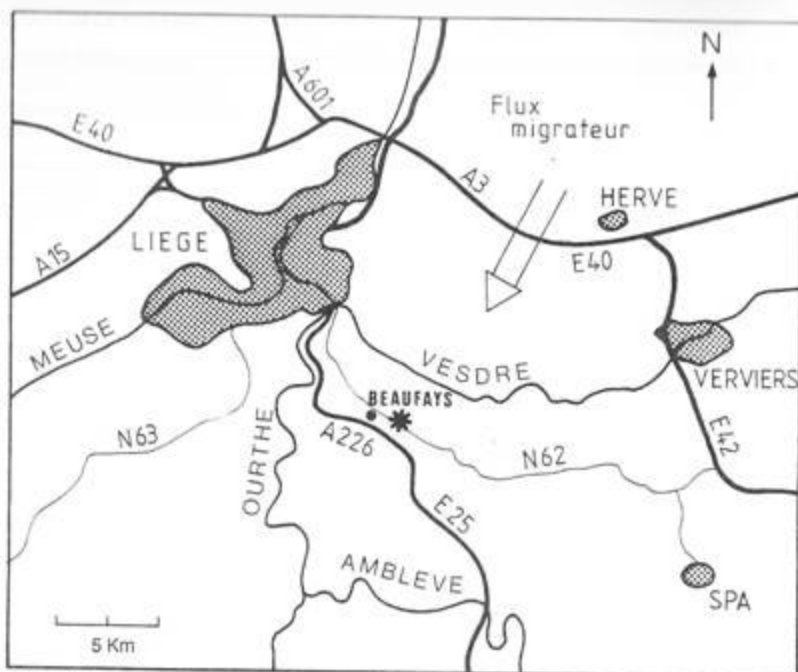 N
A601
E40
Flux
migrateur
A3
HERVE
LIEGE
A15
E40
MEUSE
VESDRE
VERVIERS
BEAUFAYS
N63
A226
OURTHE
N62
E42
E25
AMBLEVE
SPA
5 Km